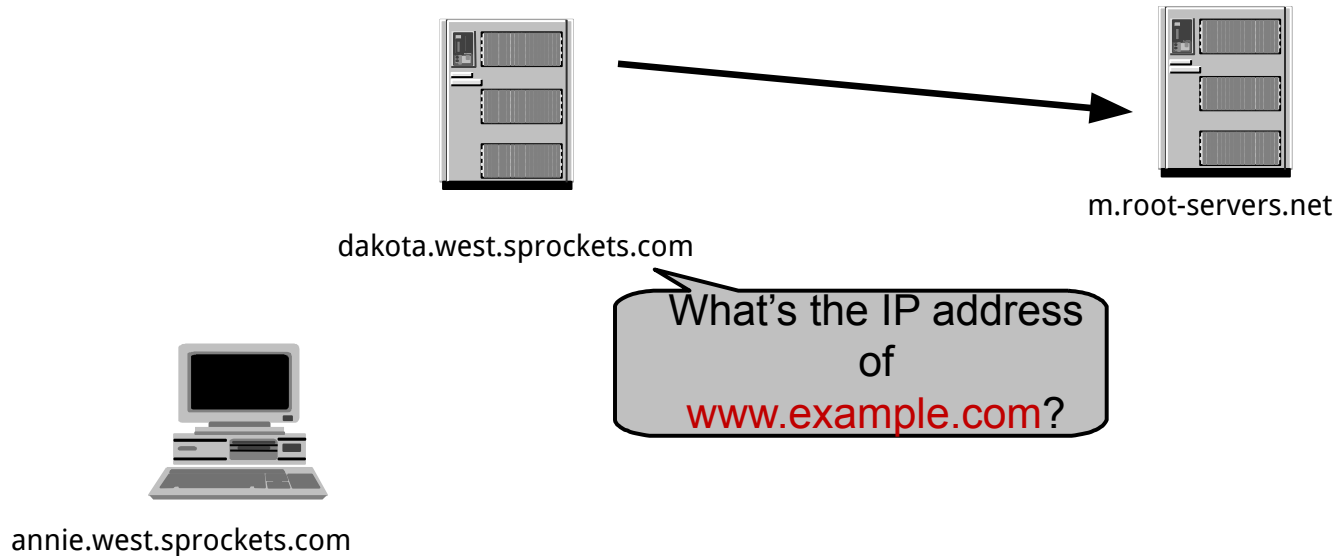 m.root-servers.net
dakota.west.sprockets.com
What’s the IP address
of
www.example.com?
annie.west.sprockets.com